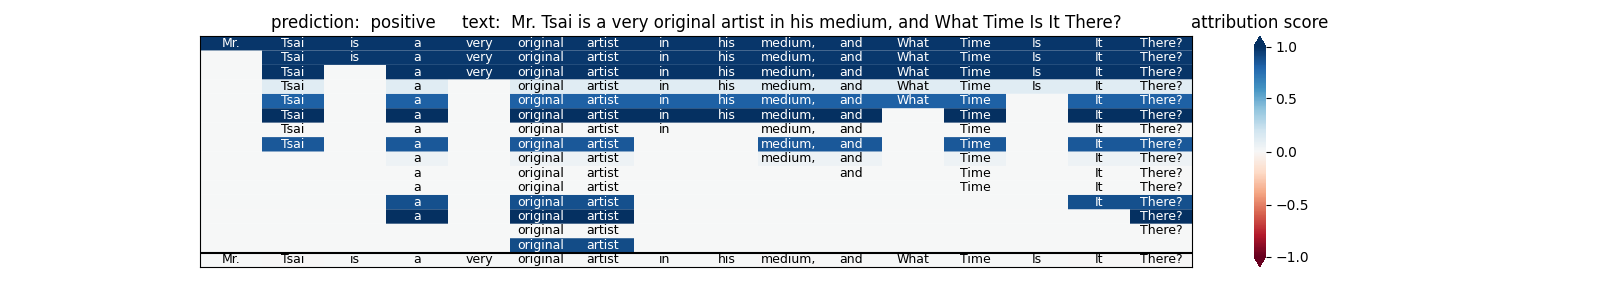 prediction:  positive     text:  Mr. Tsai is a very original artist in his medium, and What Time Is It There?     attribution score
Mr. Tsai is a very original artist in his medium, and What Time Is It There? 1.0
Tsai is a very original artist in his medium, and What Time Is It There?
Tsai a very original artist in his medium, and What Time Is It There?
Tsai a original artist in his medium, and What Time Is It There?
Tsai a original artist in his medium, and What Time It There? 0.5
Tsai a original artist in his medium, and Time It There?
Tsai a original artist in medium, and Time It There?
Tsai a original artist medium, and Time It There?
a original artist medium, and Time It There? 0.0
a original artist and Time It There?
a original artist Time It There?
a original artist It There? −0.5
a original artist There?
original artist There?
original artist
Mr. Tsai is a very original artist in his medium, and What Time Is It There? −1.0